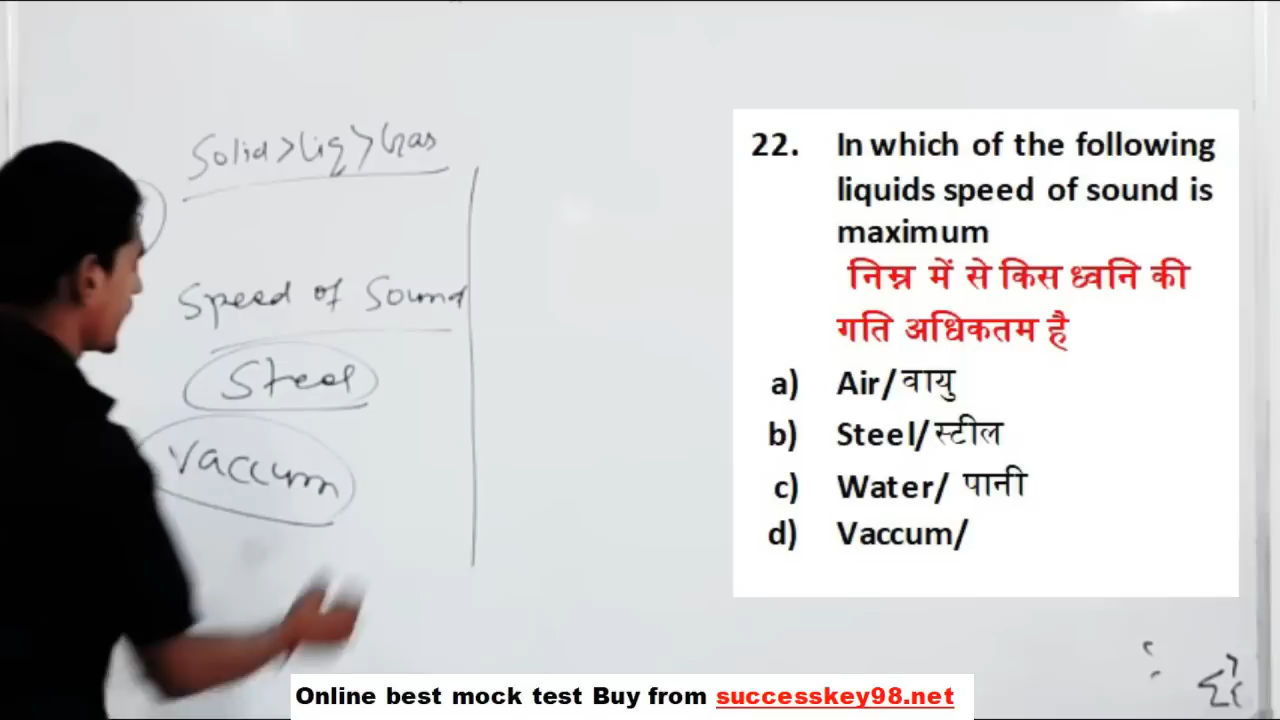 Solid > Liq > Gas
Speed of Sound
Steel
Vaccum
22. In which of the following
liquids speed of sound is
maximum
निम्न में से किस ध्वनि की
गति अधिकतम है
a) Air/वायु
b) Steel/स्टील
c) Water/ पानी
d) Vaccum/
Online best mock test Buy from successkey98.net